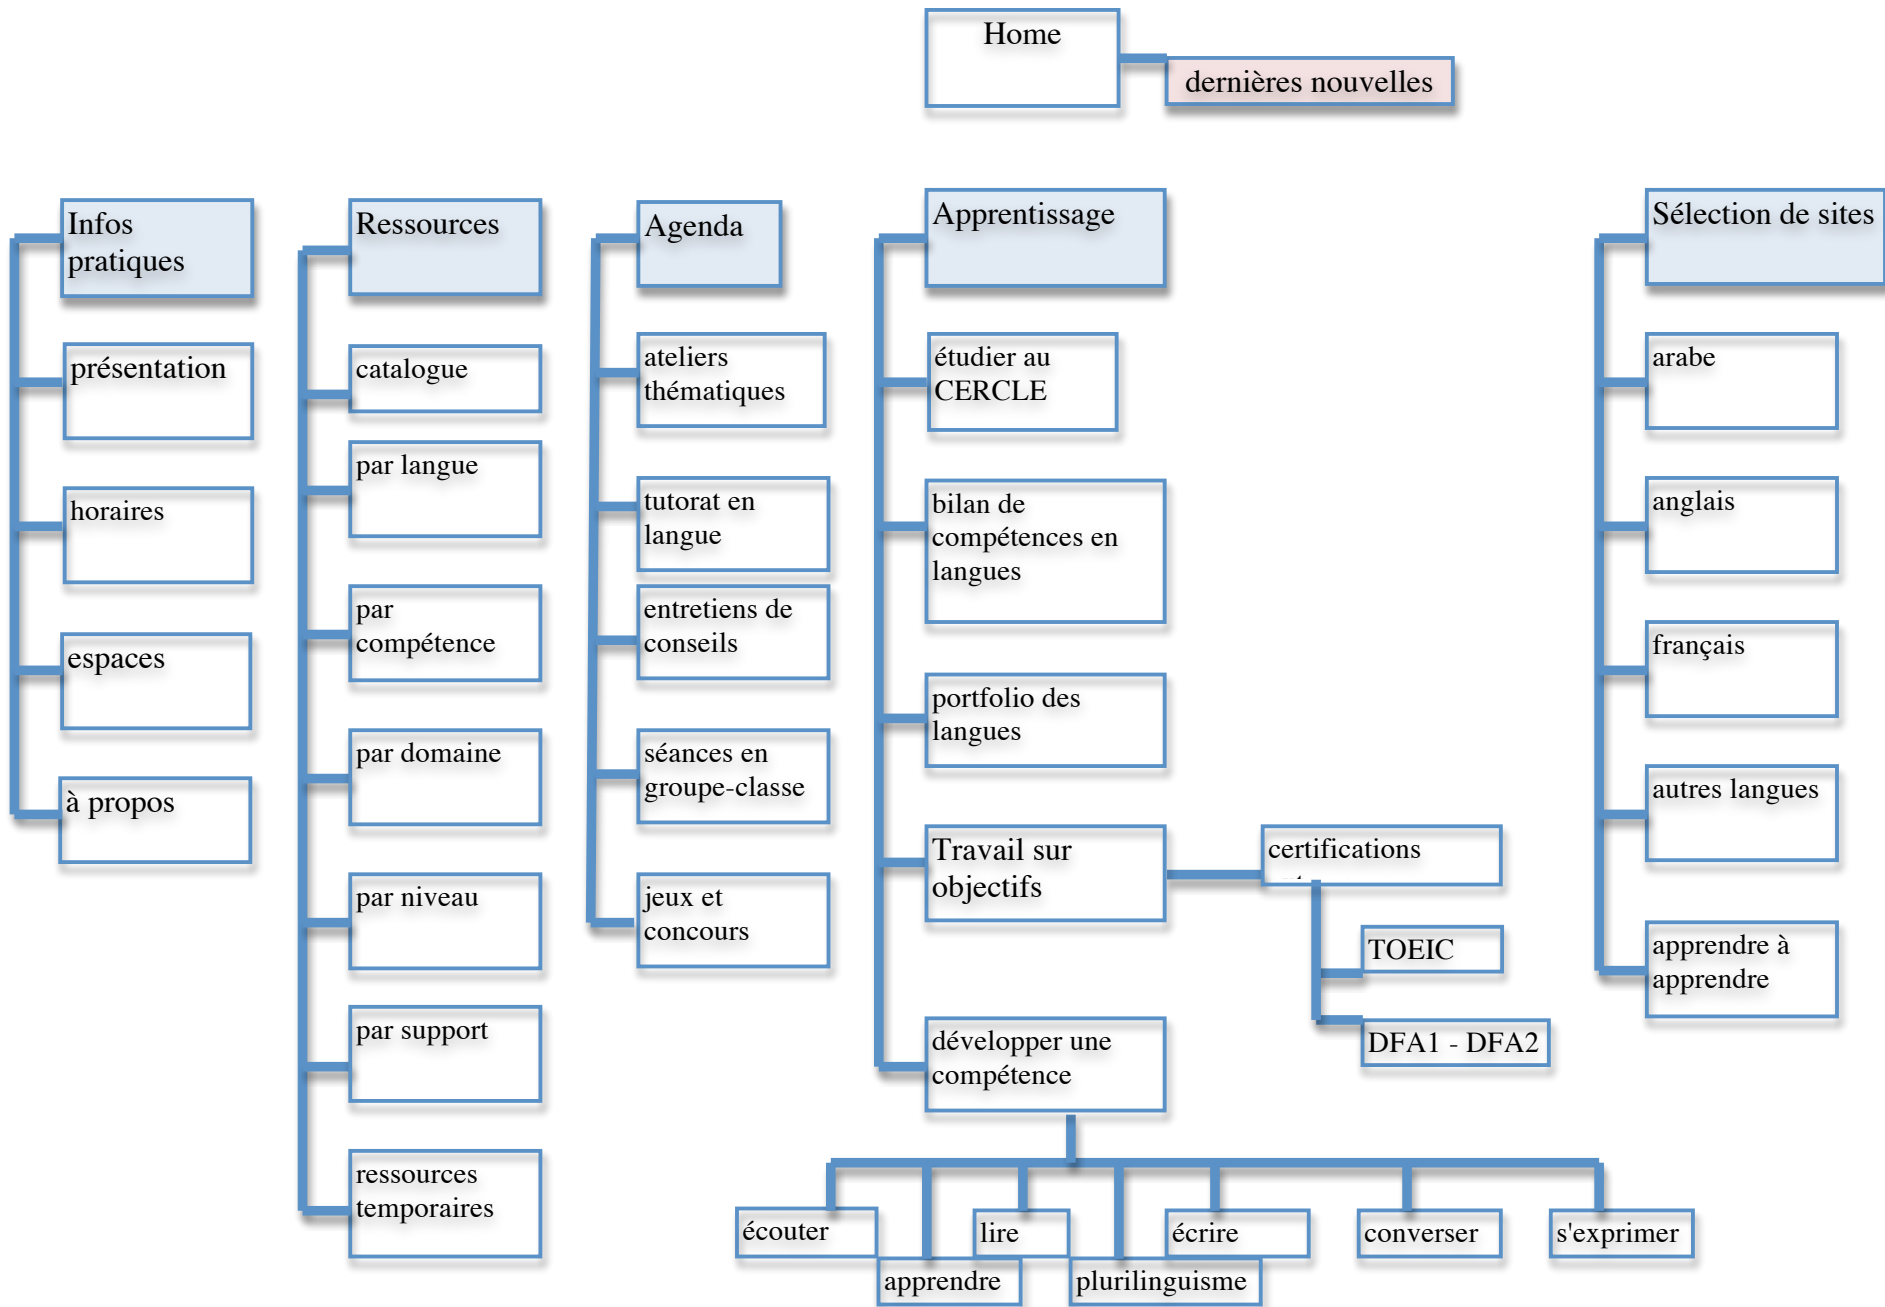 Home
dernières nouvelles
Infos
pratiques
présentation
horaires
espaces
à propos
Ressources
catalogue
par langue
par
compétence
par domaine
par niveau
par support
ressources
temporaires
Agenda
ateliers
thématiques
tutorat en
langue
entretiens de
conseils
séances en
groupe-classe
jeux et
concours
Apprentissage
étudier au
CERCLE
bilan de
compétences en
langues
portfolio des
langues
Travail sur
objectifs
certifications
TOEIC
DFA1 - DFA2
développer une
compétence
écouter
apprendre
lire
plurilinguisme
écrire
converser
s'exprimer
Sélection de sites
arabe
anglais
français
autres langues
apprendre à
apprendre